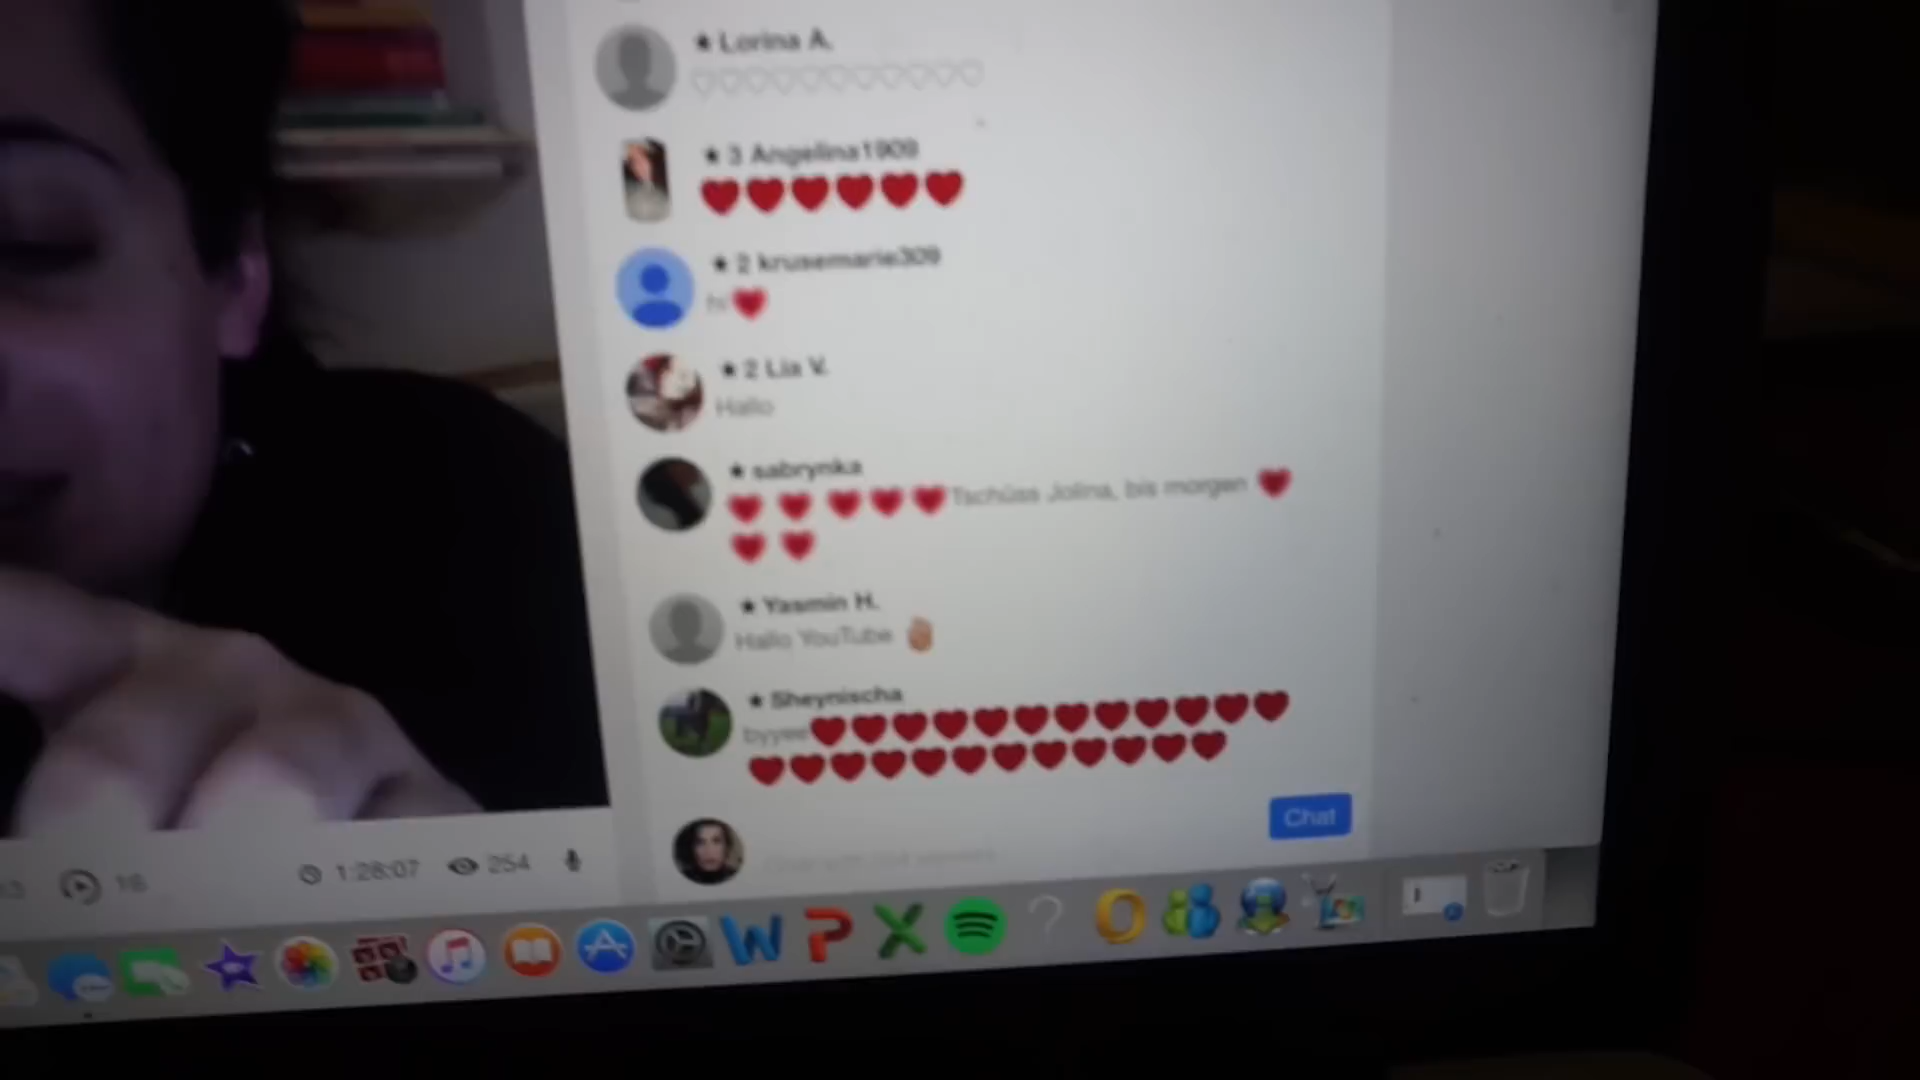 ★ Lorina A.
♡♡♡♡♡♡♡♡♡♡♡
★ 3 Angelina1909
❤❤❤❤❤❤
★ 2 krusemarie309
hi❤
★ 2 Lia V.
Hallo
★ sabrynka
❤ ❤ ❤ ❤ ❤Tschüss Jolina, bis morgen ❤
❤ ❤
★ Yasmin H.
Hallo YouTube 👋
★ Sheynischa
byyee❤❤❤❤❤❤❤❤❤❤❤❤
❤❤❤❤❤❤❤❤❤❤❤❤
Chat
16 1:28:07 254